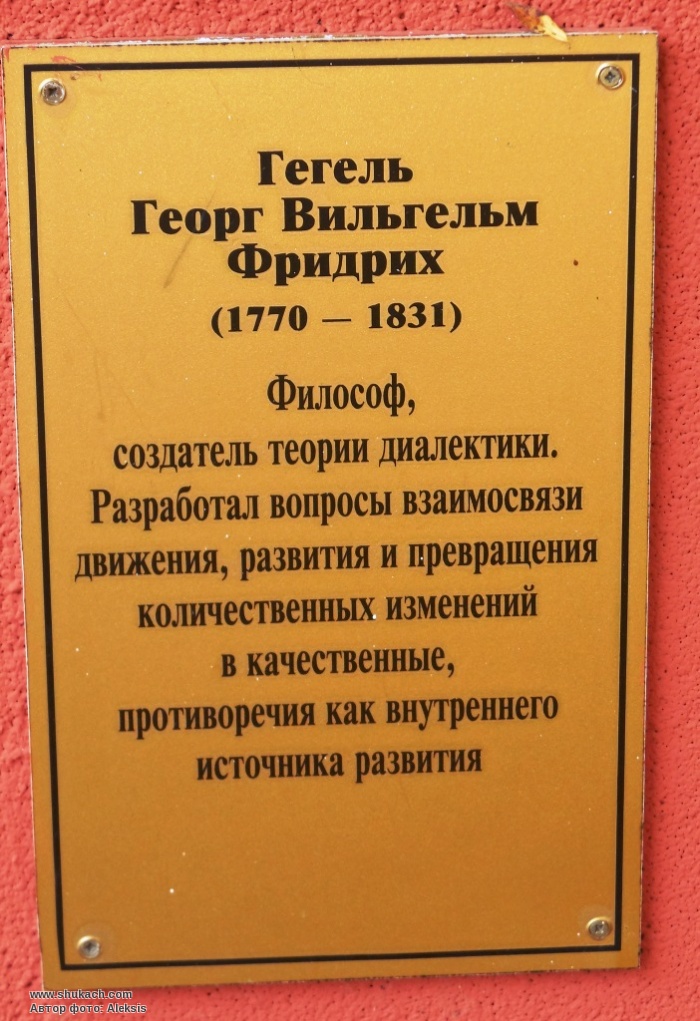 Гегель
Георг Вильгельм
Фридрих
(1770 — 1831)
Философ,
создатель теории диалектики.
Разработал вопросы взаимосвязи
движения, развития и превращения
количественных изменений
в качественные,
противоречия как внутреннего
источника развития
www.shukach.com
Автор фото: Aleksis